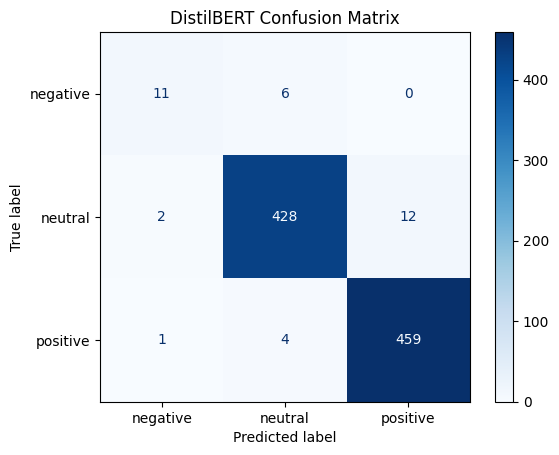 DistilBERT Confusion Matrix
negative 11 6 0
neutral 2 428 12
positive 1 4 459
negative neutral positive
Predicted label
True label
400
300
200
100
0